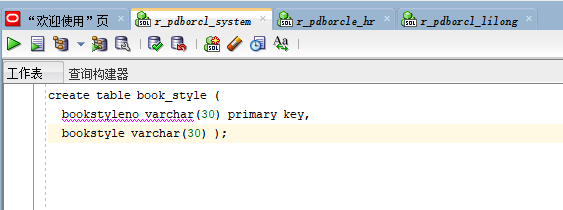 “欢迎使用”页 r_pdborcl_system r_pdborcle_hr r_pdborcl_lilong
工作表 查询构建器
create table book_style (
bookstyleno varchar(30) primary key,
bookstyle varchar(30) );